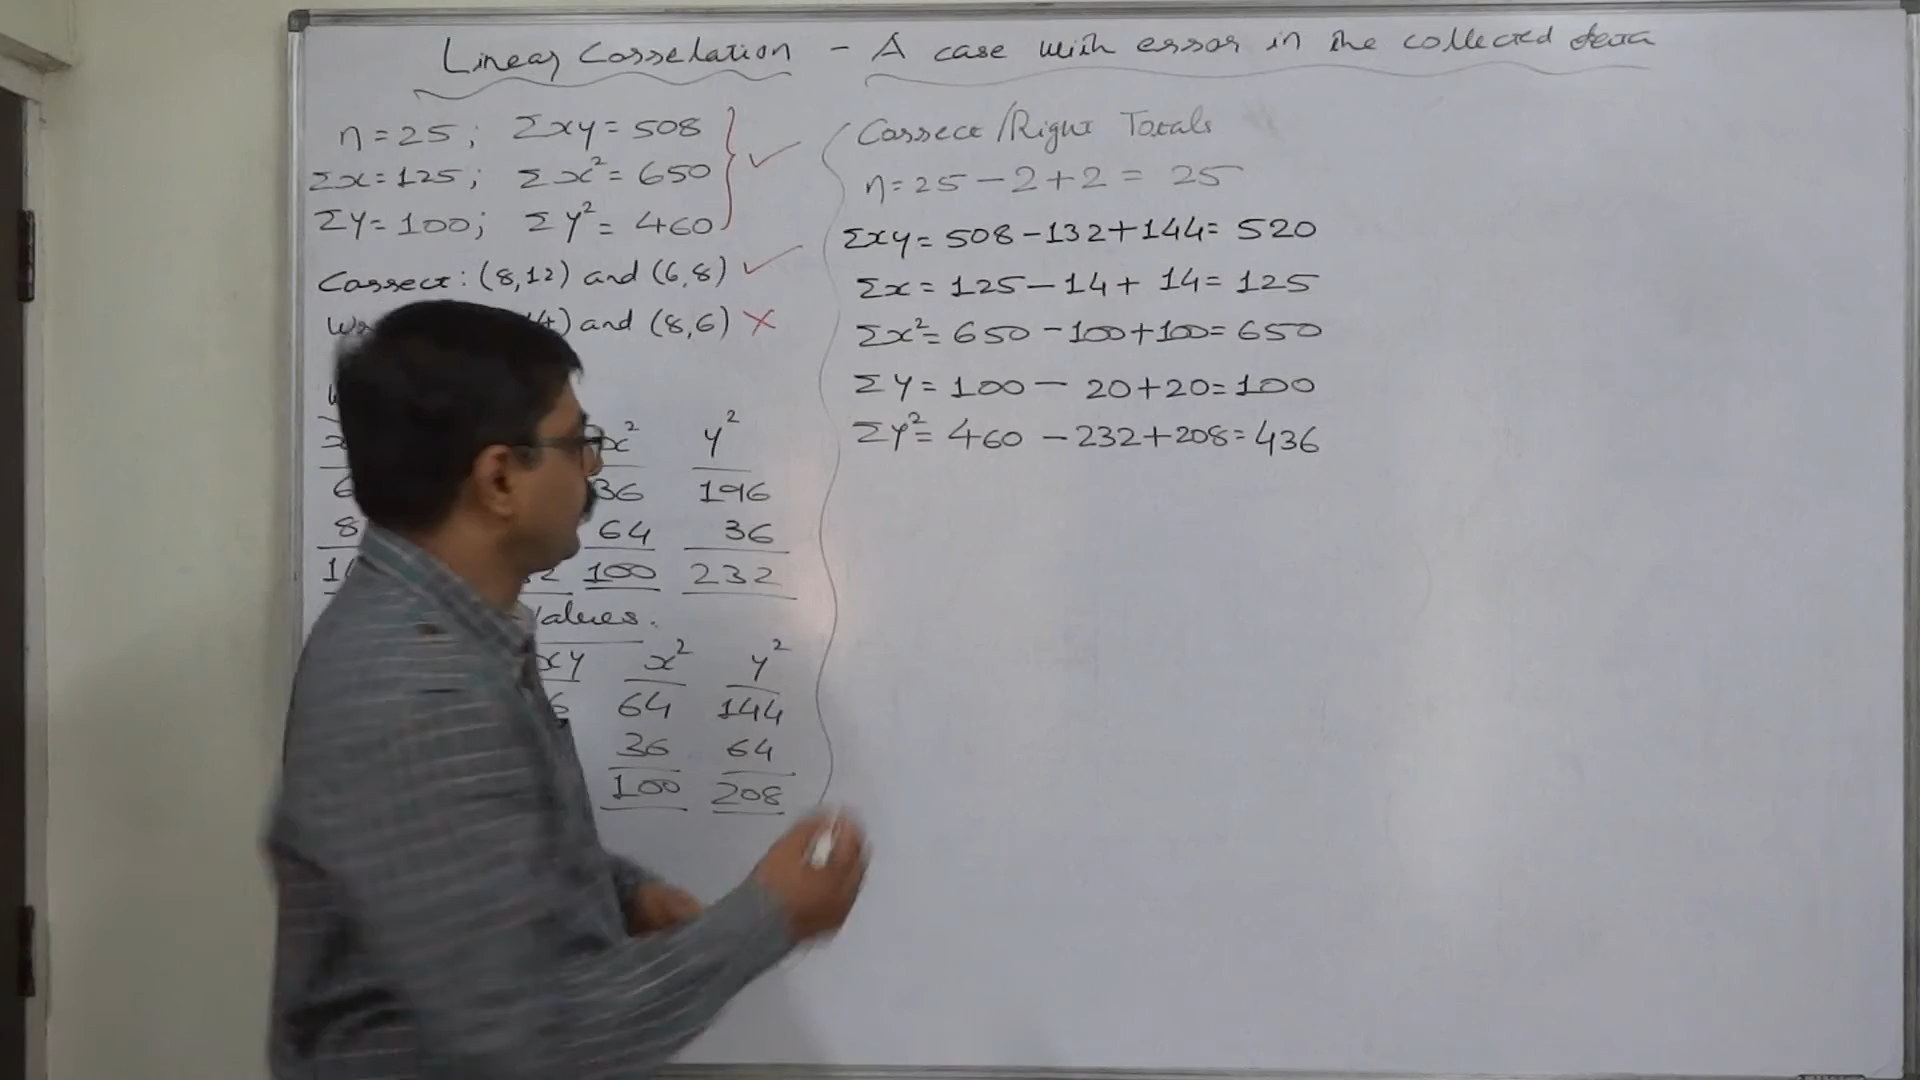 Linear Correlation - A case with error in the collected data
n = 25 ; Σxy = 508
Σx = 125 ; Σx² = 650
Σy = 100 ; Σy² = 460
Correct : (8,12) and (6,8) ✓
and (8,6) ✗
x² y²
36 196
8 64 36
100 232
Values.
xy x² y²
64 144
36 64
100 208
Correct/Right Totals
n = 25 - 2 + 2 = 25
Σxy = 508 - 132 + 144 = 520
Σx = 125 - 14 + 14 = 125
Σx² = 650 - 100 + 100 = 650
Σy = 100 - 20 + 20 = 100
Σy² = 460 - 232 + 208 = 436